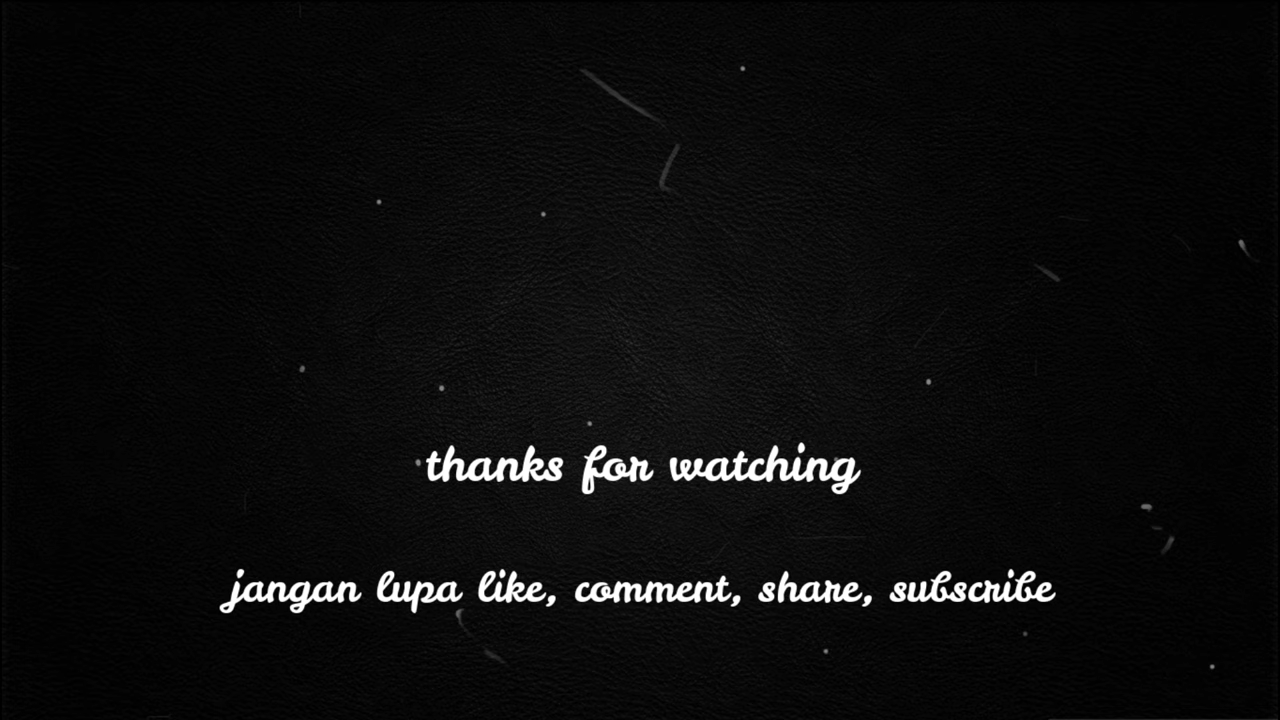 thanks for watching
jangan lupa like, comment, share, subscribe